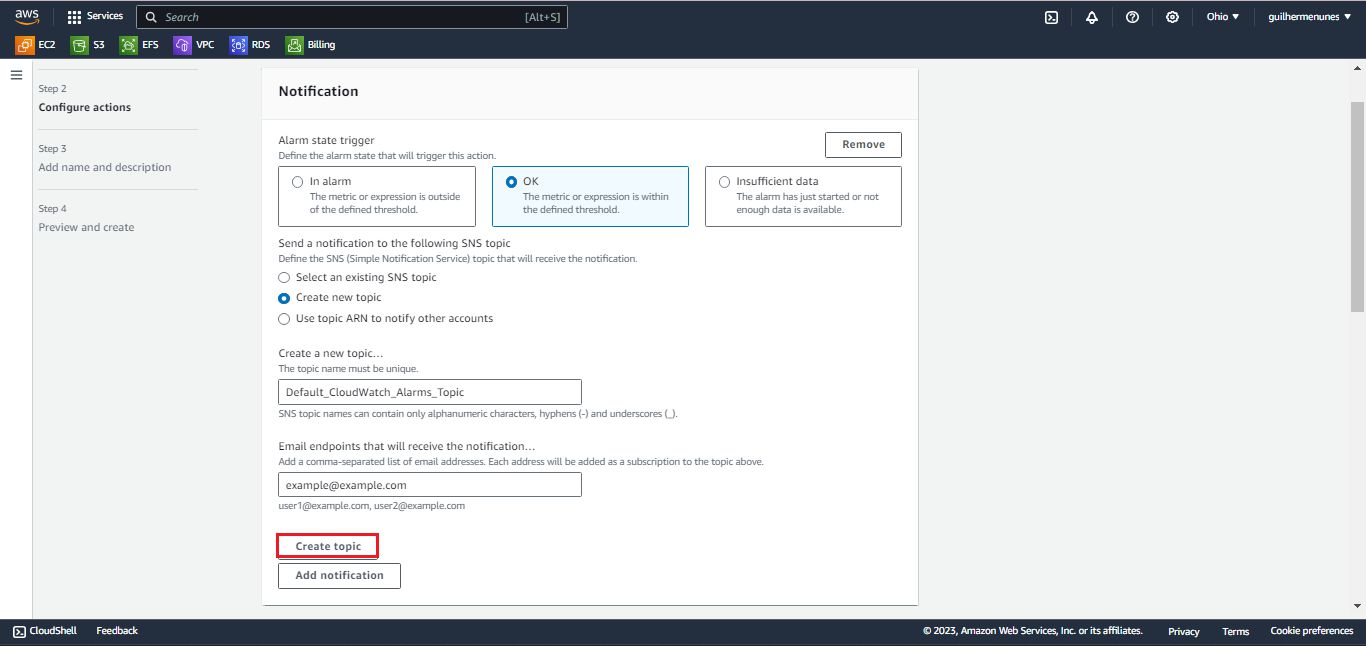 aws
Services
Search [Alt+S]
Ohio ▼
guilhermenunes ▼
EC2 S3 EFS VPC RDS Billing
Step 2
Configure actions
Step 3
Add name and description
Step 4
Preview and create
Notification
Alarm state trigger
Define the alarm state that will trigger this action.
Remove
In alarm
The metric or expression is outside
of the defined threshold.
OK
The metric or expression is within
the defined threshold.
Insufficient data
The alarm has just started or not
enough data is available.
Send a notification to the following SNS topic
Define the SNS (Simple Notification Service) topic that will receive the notification.
Select an existing SNS topic
Create new topic
Use topic ARN to notify other accounts
Create a new topic…
The topic name must be unique.
Default_CloudWatch_Alarms_Topic
SNS topic names can contain only alphanumeric characters, hyphens (-) and underscores (_).
Email endpoints that will receive the notification…
Add a comma-separated list of email addresses. Each address will be added as a subscription to the topic above.
example@example.com
user1@example.com, user2@example.com
Create topic
Add notification
CloudShell Feedback
© 2023, Amazon Web Services, Inc. or its affiliates. Privacy Terms Cookie preferences